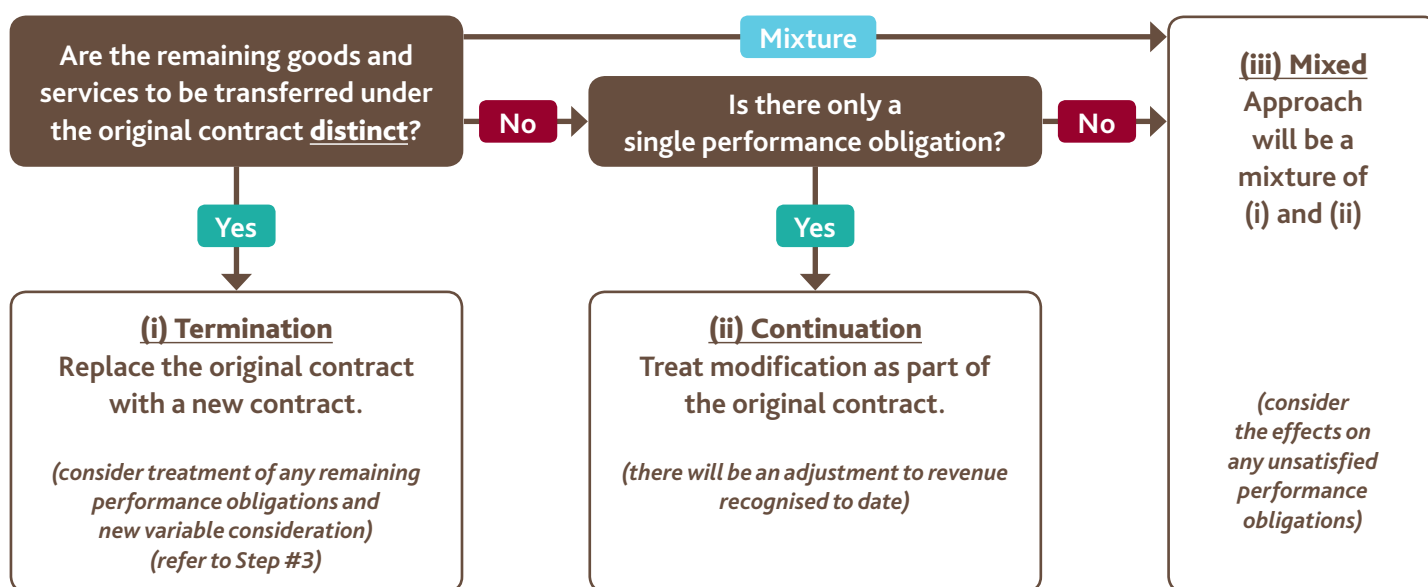 Are the remaining goods and
services to be transferred under
the original contract distinct?
Mixture
No
Is there only a
single performance obligation?
No
Yes
Yes
(i) Termination
Replace the original contract
with a new contract.
(consider treatment of any remaining
performance obligations and
new variable consideration)
(refer to Step #3)
(ii) Continuation
Treat modification as part of
the original contract.
(there will be an adjustment to revenue
recognised to date)
(iii) Mixed
Approach
will be a
mixture of
(i) and (ii)
(consider
the effects on
any unsatisfied
performance
obligations)